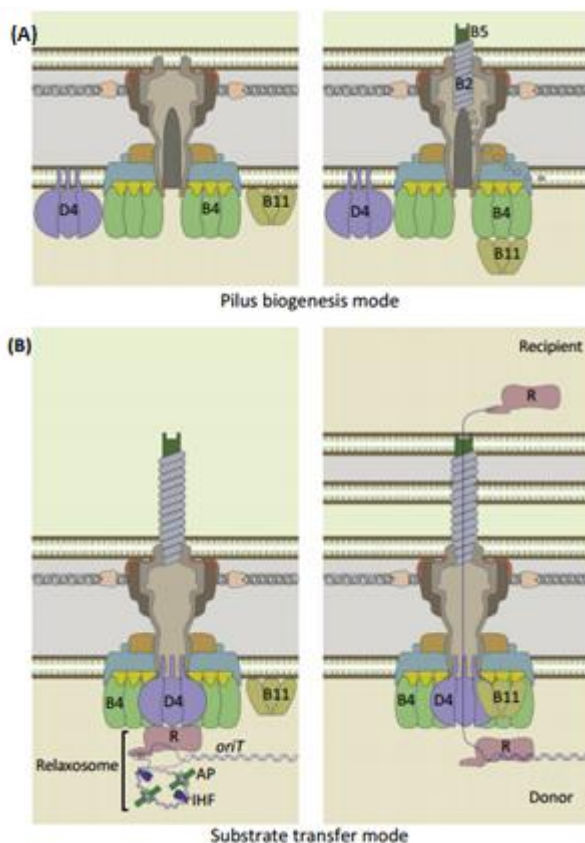 (A)
B5
B2
D4
B4
B11
D4
B4
B11
Pilus biogenesis mode
(B)
Recipient
R
B4
D4
B11
R
oriT
Relaxosome
AP
IHF
B4
D4
B11
R
Donor
Substrate transfer mode